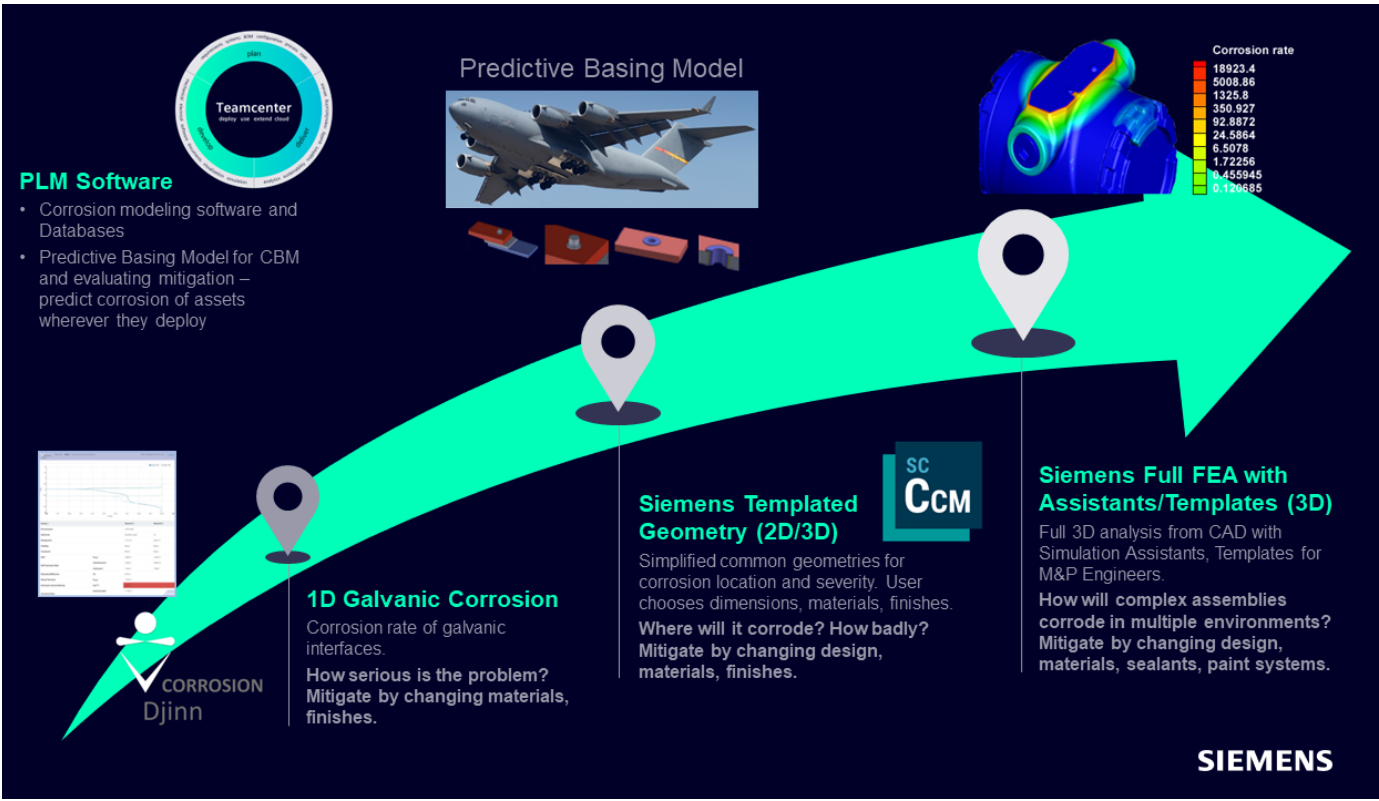 plan
Teamcenter
deploy use extend cloud
develop
deliver
PLM Software
• Corrosion modeling software and
Databases
• Predictive Basing Model for CBM
and evaluating mitigation –
predict corrosion of assets
wherever they deploy
Predictive Basing Model
Corrosion rate
18923.4
5008.86
1325.8
350.927
92.8872
24.5864
6.5078
1.72256
0.455945
0.120685
CORROSION
Djinn
1D Galvanic Corrosion
Corrosion rate of galvanic
interfaces.
How serious is the problem?
Mitigate by changing materials,
finishes.
SC
CCM
Siemens Templated
Geometry (2D/3D)
Simplified common geometries for
corrosion location and severity. User
chooses dimensions, materials, finishes.
Where will it corrode? How badly?
Mitigate by changing design,
materials, finishes.
Siemens Full FEA with
Assistants/Templates (3D)
Full 3D analysis from CAD with
Simulation Assistants, Templates for
M&P Engineers.
How will complex assemblies
corrode in multiple environments?
Mitigate by changing design,
materials, sealants, paint systems.
SIEMENS